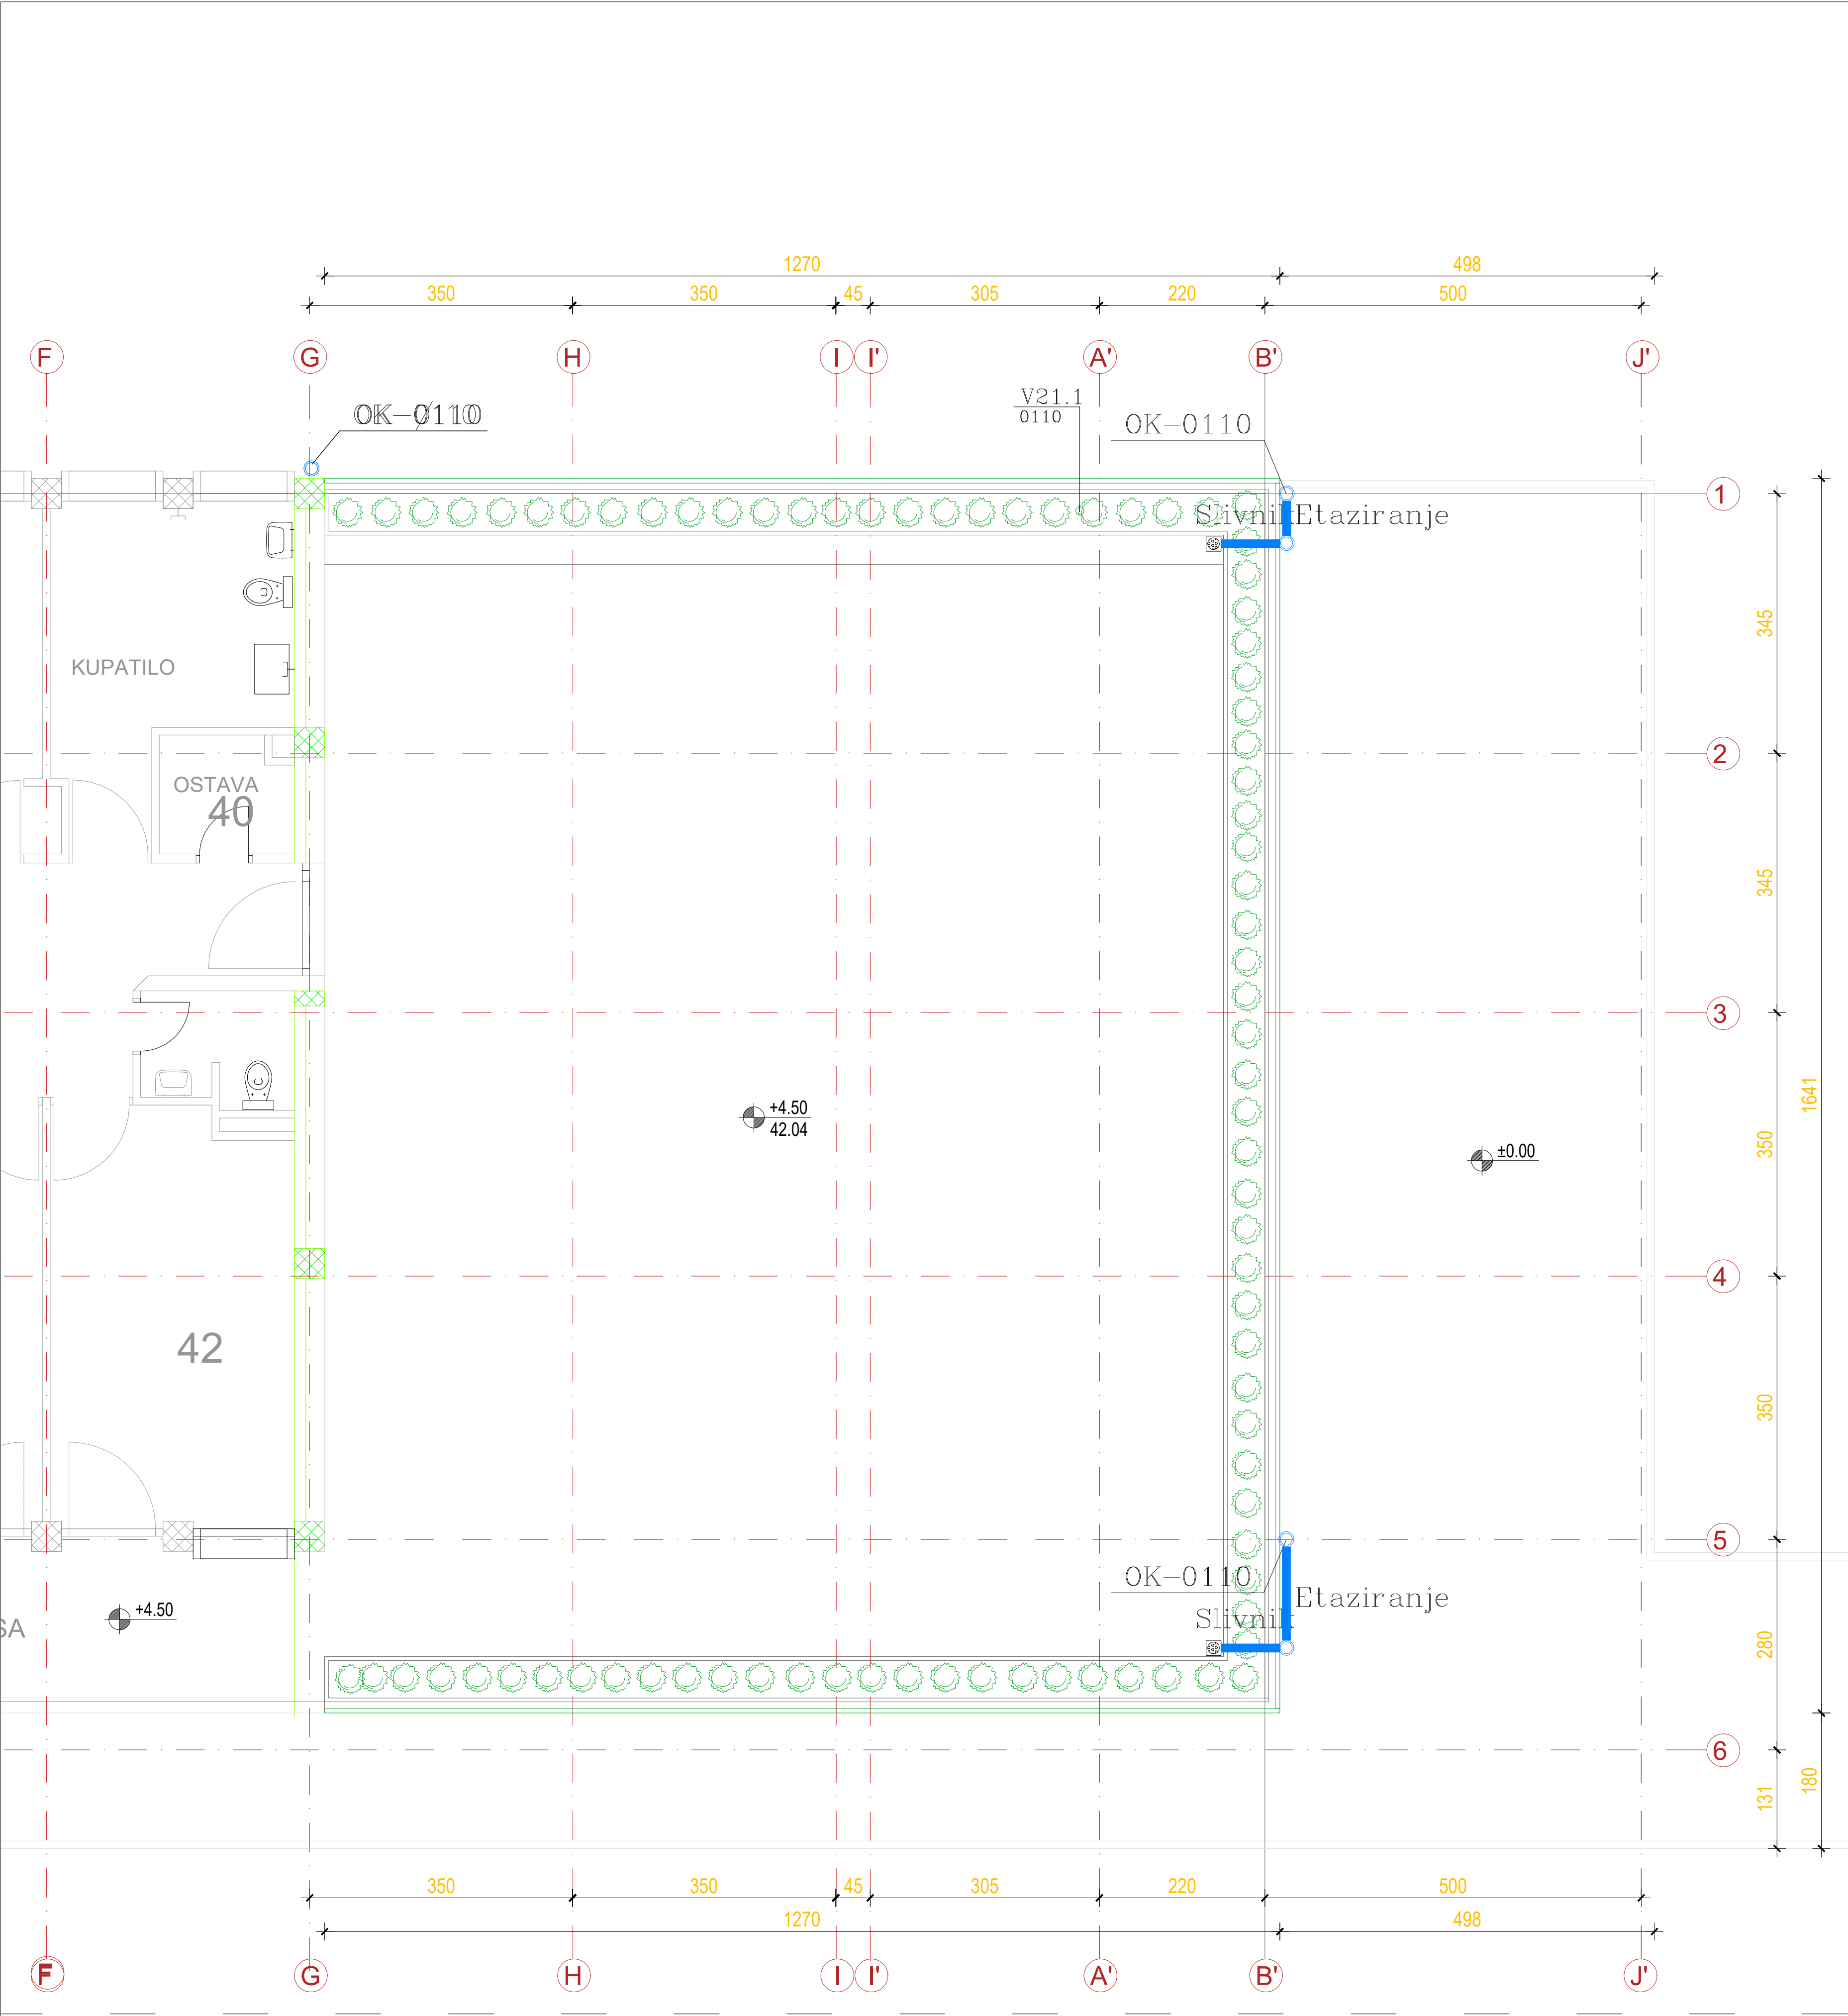 1270 498
350 350 45 305 220 500
F G H I I' A' B' J'
OK-0110
V21.1
0110
OK-0110
1
Slivnik Etaziranje
345
KUPATILO
2
OSTAVA
40
345
3
1641
+4.50
42.04
350
±0.00
4
42
350
5
OK-0110
Etaziranje
+4.50
Slivnik
SA
280
6
131
180
350 350 45 305 220 500
1270 498
F G H I I' A' B' J'